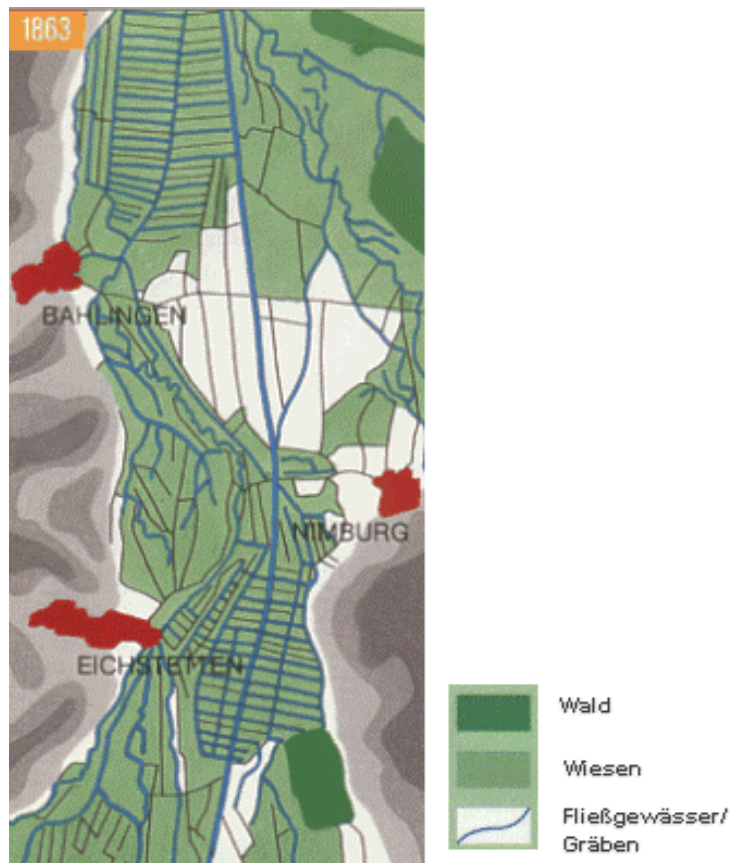 1863
BAHLINGEN
NIMBURG
EICHSTETTEN
Wald
Wiesen
Fließgewässer/
Gräben